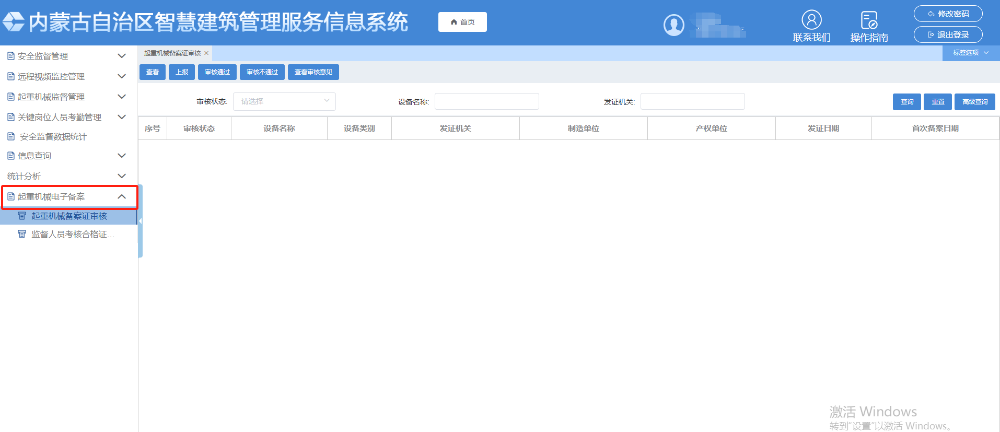 内蒙古自治区智慧建筑管理服务信息系统
首页
联系我们
操作指南
修改密码
退出登录
安全监督管理
远程视频监控管理
起重机械监督管理
关键岗位人员考勤管理
安全监督数据统计
信息查询
统计分析
起重机械电子备案
起重机械备案证审核
监督人员考核合格证...
起重机械备案证审核 ×
标签选项
查看 上报 审核通过 审核不通过 查看审核意见
审核状态: 请选择 设备名称: 发证机关: 查询 重置 高级查询
序号 审核状态 设备名称 设备类别 发证机关 制造单位 产权单位 发证日期 首次备案日期
激活 Windows
转到"设置"以激活 Windows。